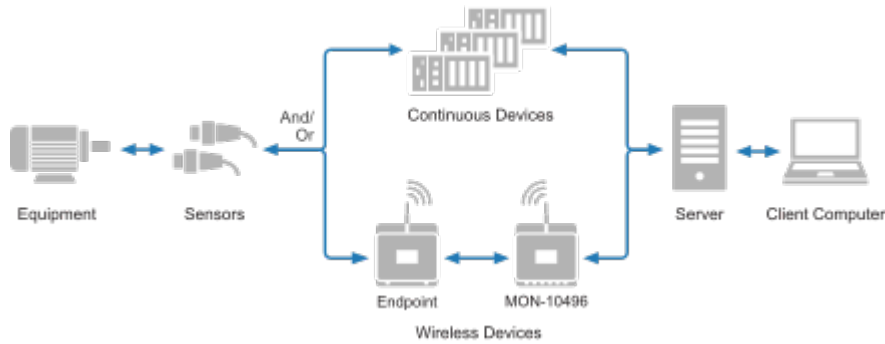 And/
Or
Continuous Devices
Equipment
Sensors
Server
Client Computer
Endpoint
MON-10496
Wireless Devices